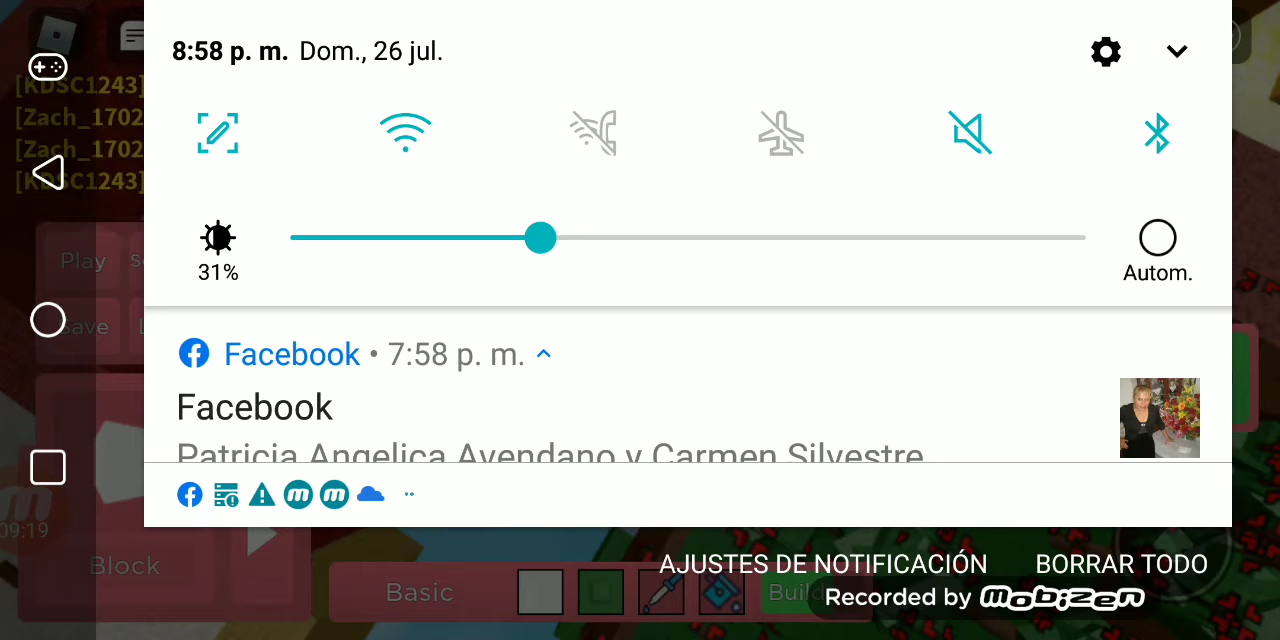 8:58 p. m. Dom., 26 jul.
[KDSC1243]
[Zach_1702
[Zach_1702
[KDSC1243]
31%
Autom.
Play
Save
Facebook • 7:58 p. m.
Facebook
Patricia Angelica Avendano y Carmen Silvestre
09:19
AJUSTES DE NOTIFICACIÓN BORRAR TODO
Block
Basic
Build
Recorded by mobizen